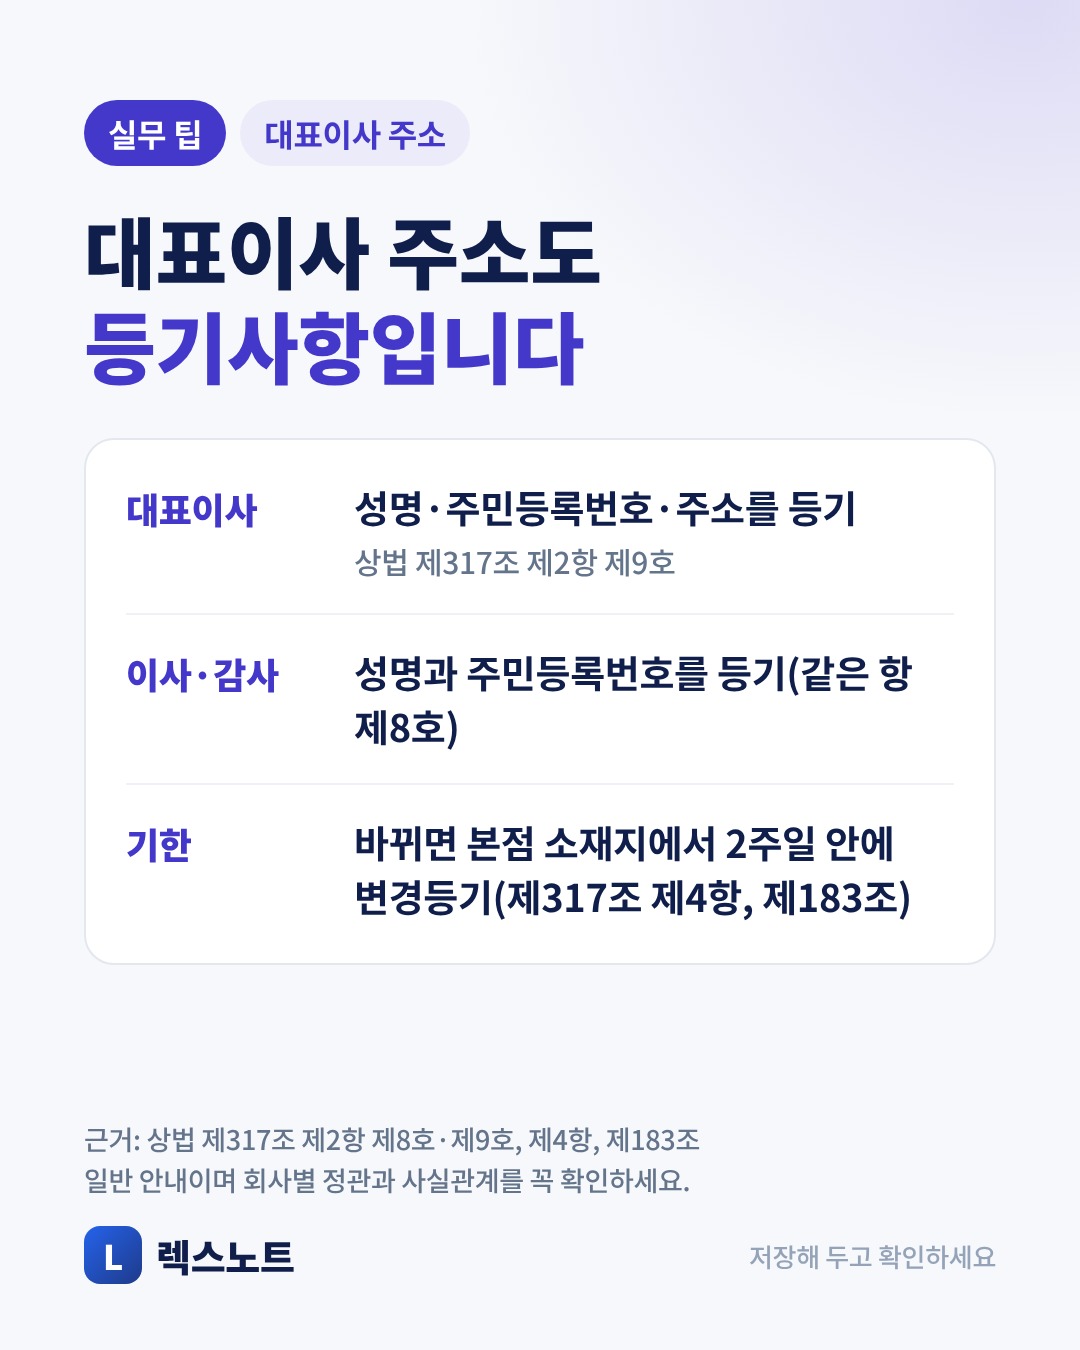 실무 팁
대표이사 주소
대표이사 주소도
등기사항입니다
대표이사
성명·주민등록번호·주소를 등기
상법 제317조 제2항 제9호
이사·감사
성명과 주민등록번호를 등기(같은 항
제8호)
기한
바뀌면 본점 소재지에서 2주일 안에
변경등기(제317조 제4항, 제183조)
근거: 상법 제317조 제2항 제8호·제9호, 제4항, 제183조
일반 안내이며 회사별 정관과 사실관계를 꼭 확인하세요.
L 렉스노트
저장해 두고 확인하세요